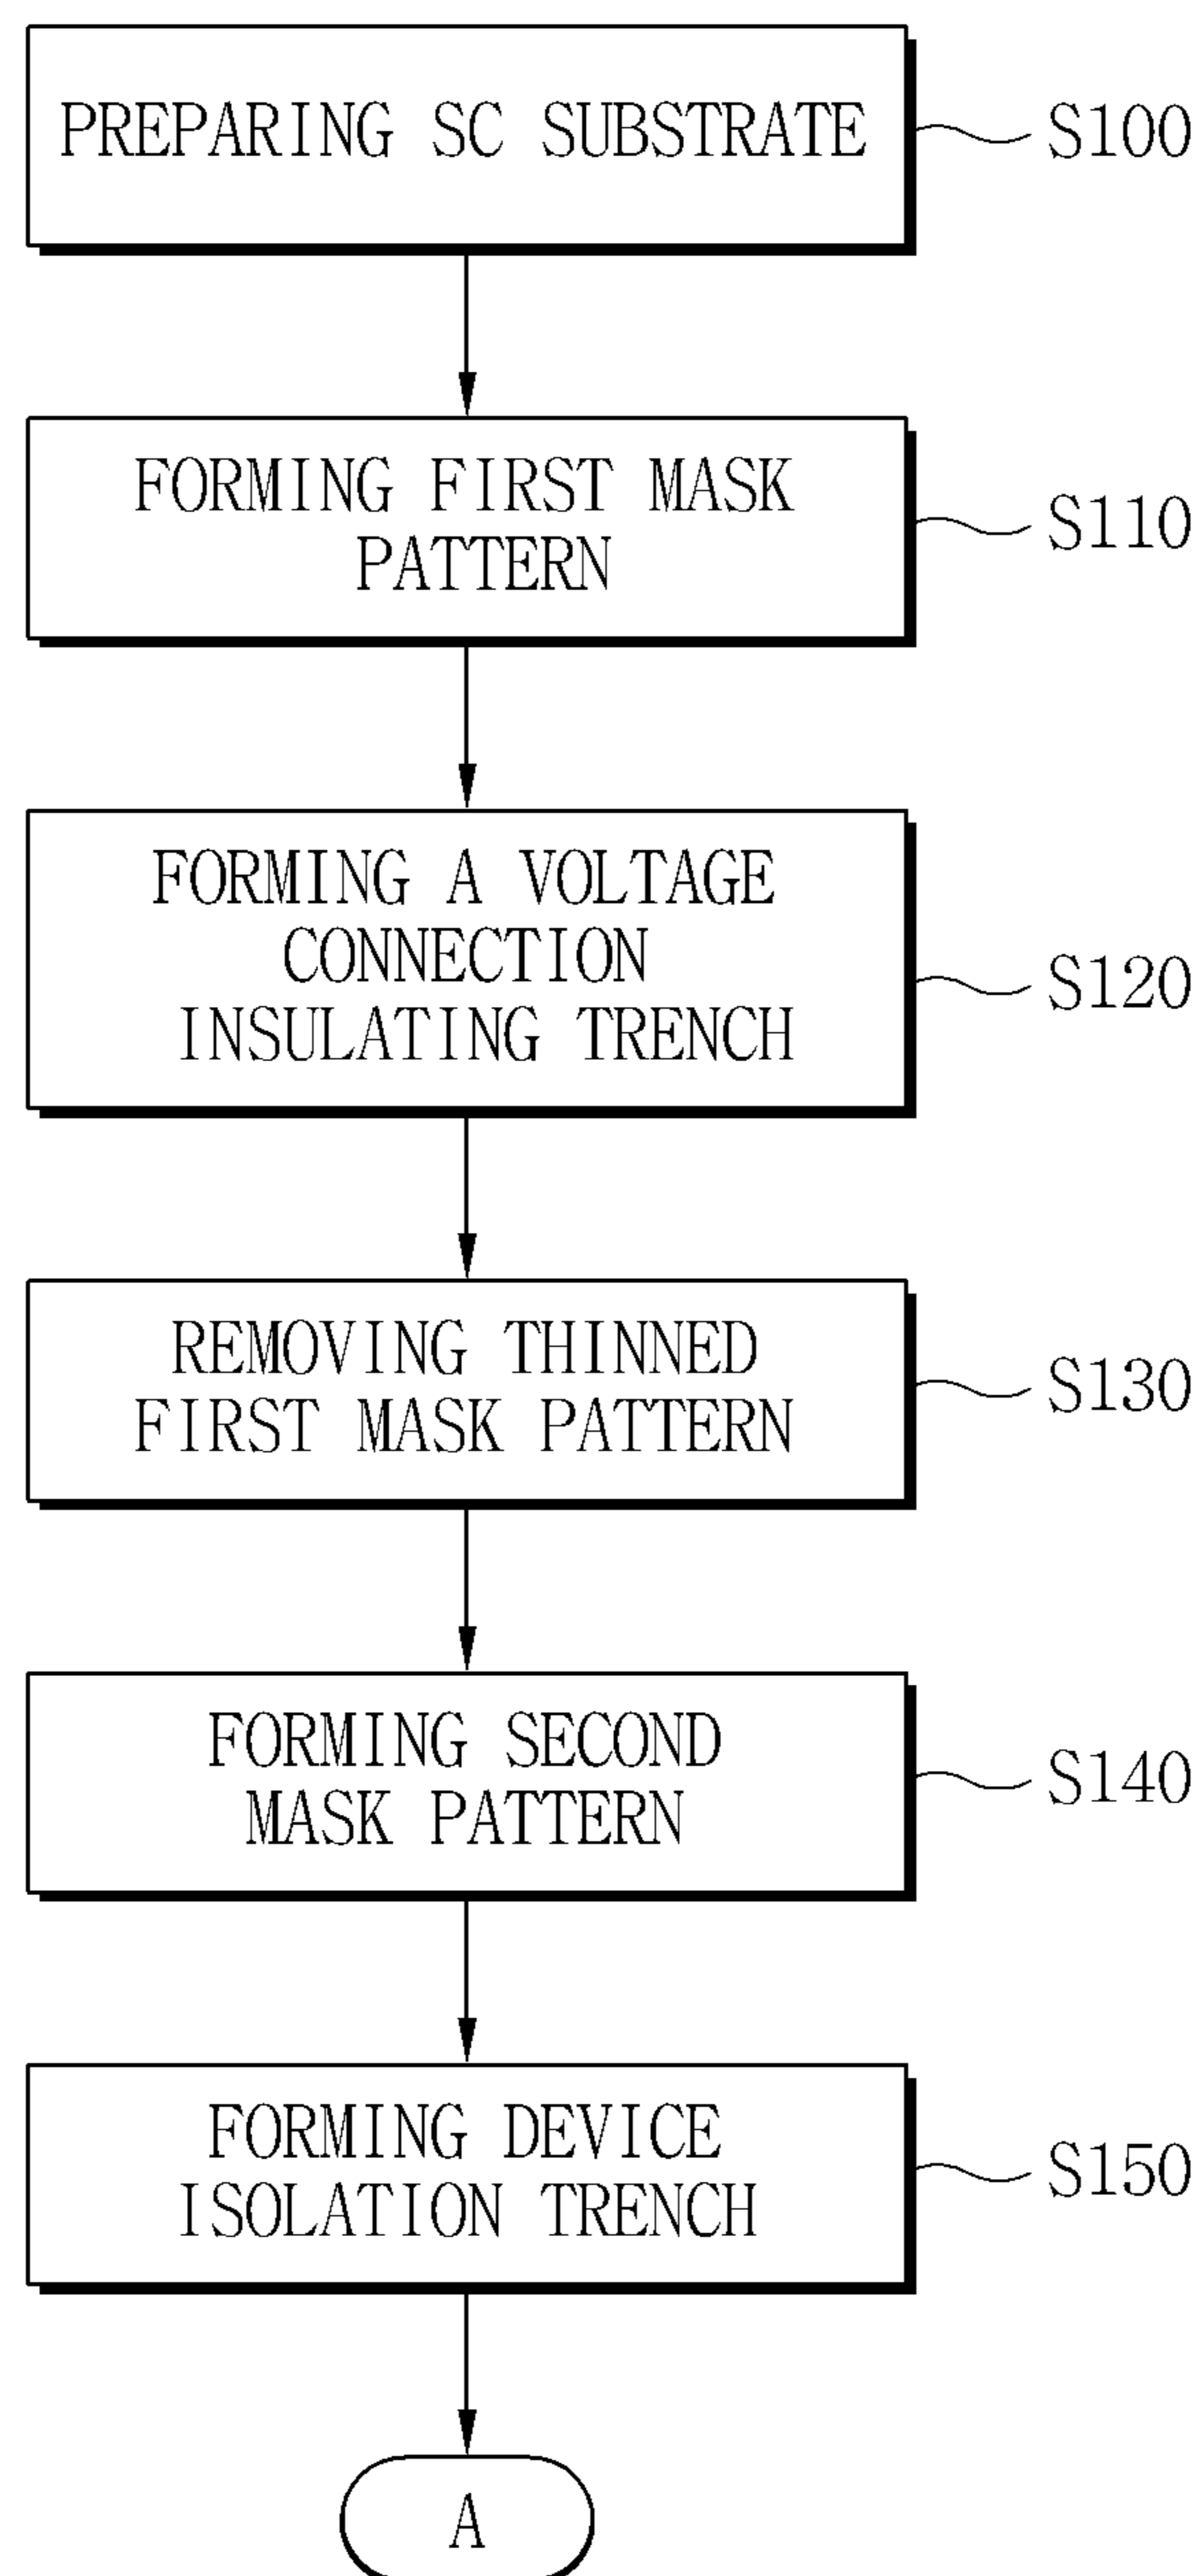 PREPARING SC SUBSTRATE
S100
FORMING FIRST MASK
PATTERN
S110
FORMING A VOLTAGE
CONNECTION
INSULATING TRENCH
S120
REMOVING THINNED
FIRST MASK PATTERN
S130
FORMING SECOND
MASK PATTERN
S140
FORMING DEVICE
ISOLATION TRENCH
S150
A